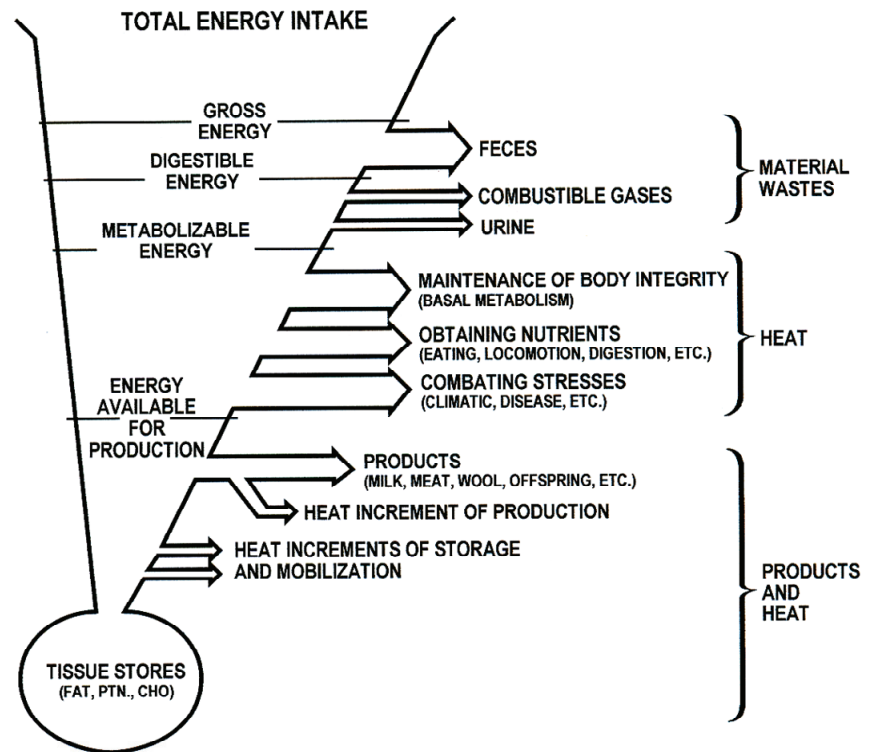 TOTAL ENERGY INTAKE
GROSS
ENERGY
DIGESTIBLE
ENERGY
METABOLIZABLE
ENERGY
ENERGY
AVAILABLE
FOR
PRODUCTION
TISSUE STORES
(FAT, PTN., CHO)
FECES
COMBUSTIBLE GASES
URINE
MAINTENANCE OF BODY INTEGRITY
(BASAL METABOLISM)
OBTAINING NUTRIENTS
(EATING, LOCOMOTION, DIGESTION, ETC.)
COMBATING STRESSES
(CLIMATIC, DISEASE, ETC.)
PRODUCTS
(MILK, MEAT, WOOL, OFFSPRING, ETC.)
HEAT INCREMENT OF PRODUCTION
HEAT INCREMENTS OF STORAGE
AND MOBILIZATION
MATERIAL
WASTES
HEAT
PRODUCTS
AND
HEAT